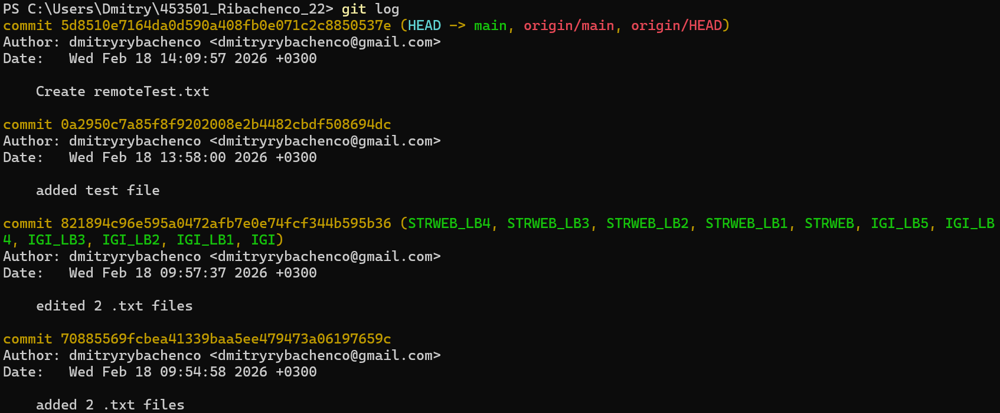 PS C:\Users\Dmitry\453501_Ribachenco_22> git log
commit 5d8510e7164da0d590a408fb0e071c2c8850537e (HEAD -> main, origin/main, origin/HEAD)
Author: dmitryrybachenco <dmitryrybachenco@gmail.com>
Date:   Wed Feb 18 14:09:57 2026 +0300
    Create remoteTest.txt
commit 0a2950c7a85f8f9202008e2b4482cbdf508694dc
Author: dmitryrybachenco <dmitryrybachenco@gmail.com>
Date:   Wed Feb 18 13:58:00 2026 +0300
    added test file
commit 821894c96e595a0472afb7e0e74fcf344b595b36 (STRWEB_LB4, STRWEB_LB3, STRWEB_LB2, STRWEB_LB1, STRWEB, IGI_LB5, IGI_LB
4, IGI_LB3, IGI_LB2, IGI_LB1, IGI)
Author: dmitryrybachenco <dmitryrybachenco@gmail.com>
Date:   Wed Feb 18 09:57:37 2026 +0300
    edited 2 .txt files
commit 70885569fcbea41339baa5ee479473a06197659c
Author: dmitryrybachenco <dmitryrybachenco@gmail.com>
Date:   Wed Feb 18 09:54:58 2026 +0300
    added 2 .txt files